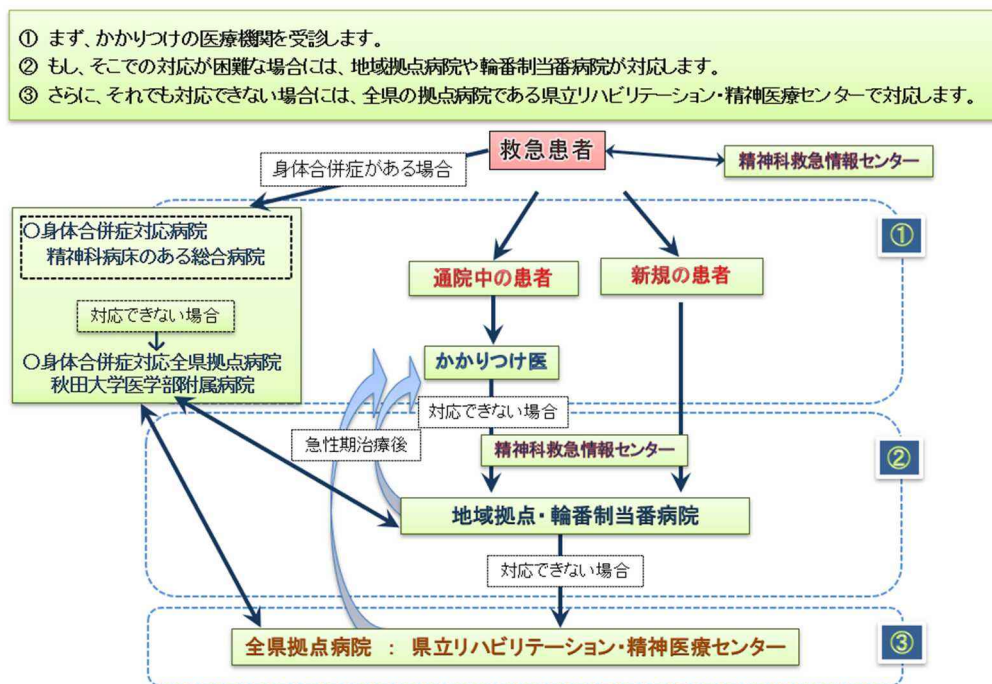 ① まず、かかりつけの医療機関を受診します。
② もし、そこでの対応が困難な場合には、地域拠点病院や輪番制当番病院が対応します。
③ さらに、それでも対応できない場合には、全県の拠点病院である県立リハビリテーション・精神医療センターで対応します。
救急患者
精神科救急情報センター
身体合併症がある場合
①
〇身体合併症対応病院
精神科病床のある総合病院
通院中の患者
新規の患者
対応できない場合
〇身体合併症対応全県拠点病院
秋田大学医学部附属病院
かかりつけ医
対応できない場合
急性期治療後
精神科救急情報センター
②
地域拠点・輪番制当番病院
対応できない場合
③
全県拠点病院 : 県立リハビリテーション・精神医療センター